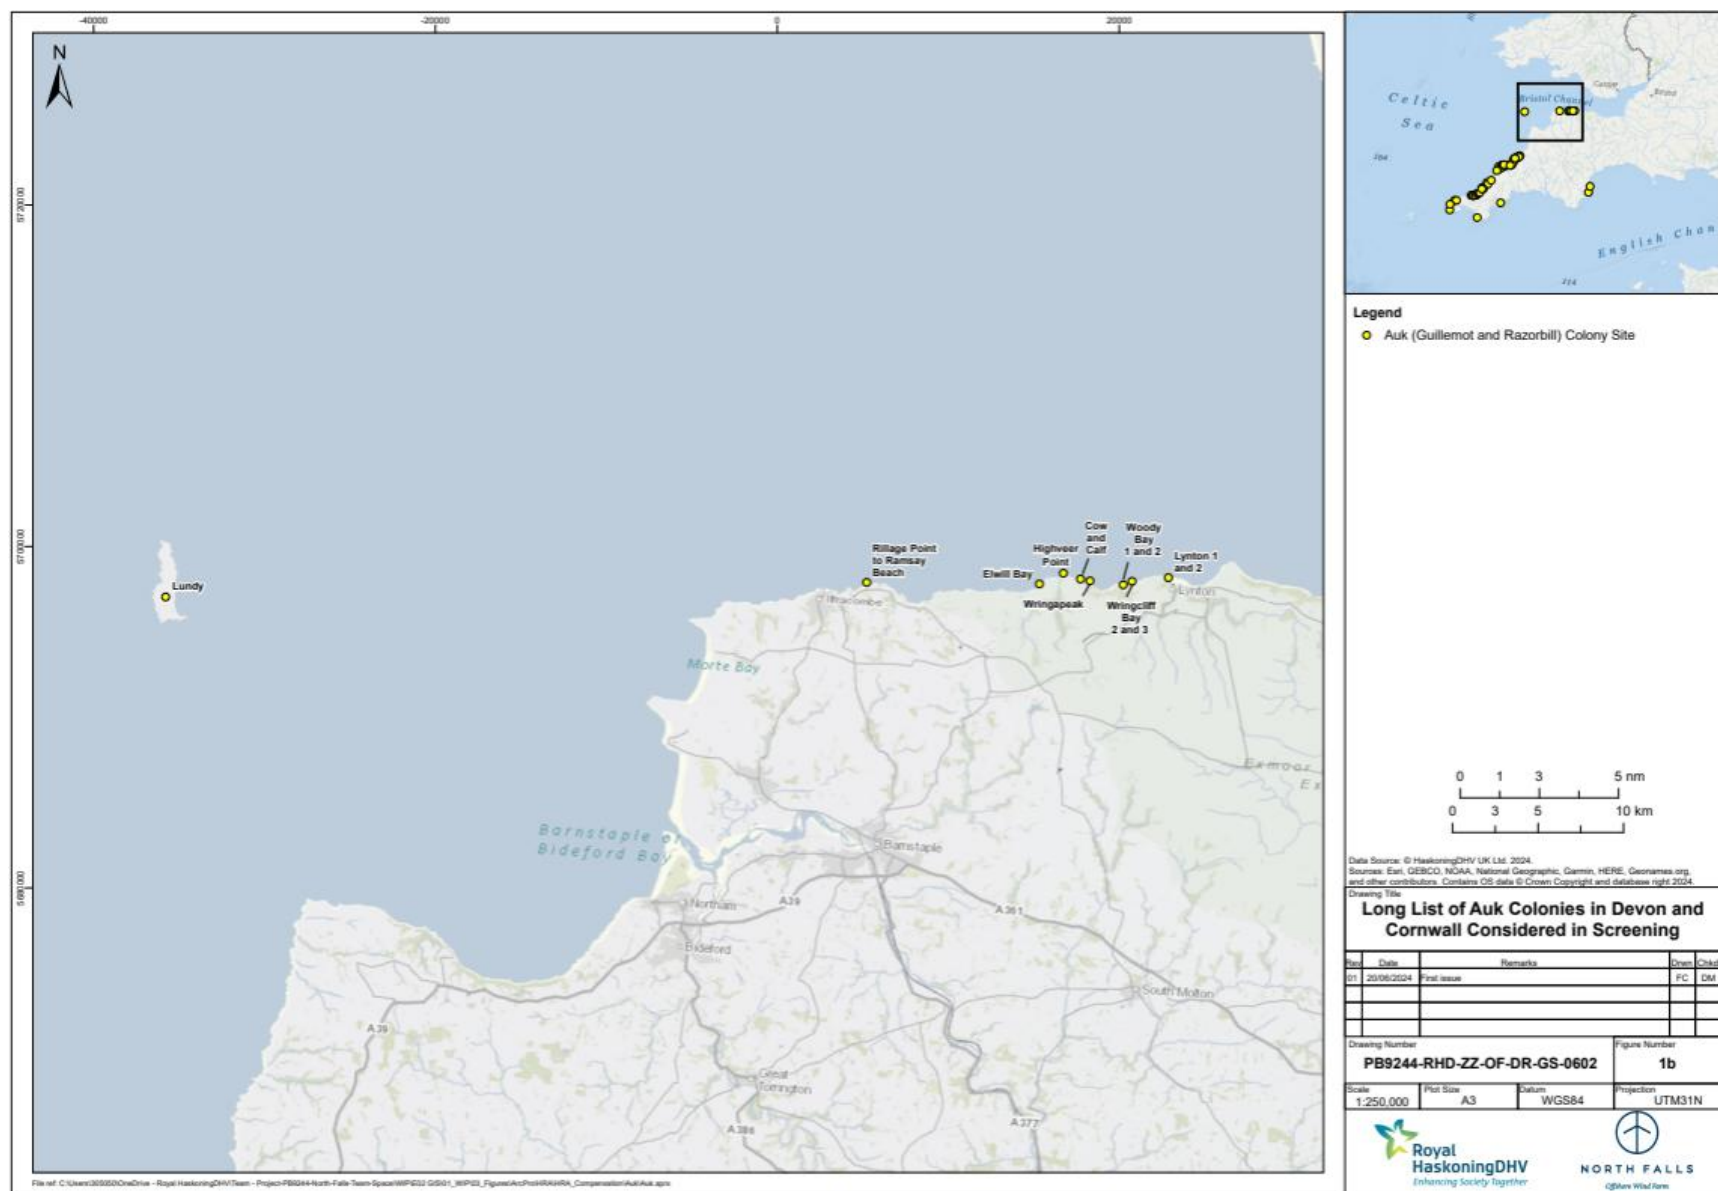 -40000
-20000
0
20000
N
5720000
5700000
5680000
Lundy
Rillage Point
to Ramsay
Beach
Elwill Bay
Highveer
Point
Cow
and
Calf
Wringapeak
Woody
Bay
1 and 2
Wringcliff
Bay
2 and 3
Lynton 1
and 2
Lynton
Ilfracombe
Morte Bay
Barnstaple or
Bideford Bay
Barnstaple
Exmoor
Ex
Northam
A39
A361
Bideford
South Molton
A39
Great
Torrington
A386
A377
Celtic
Sea
Bristol Channel
Cardiff
Bristol
English Chan
Legend
Auk (Guillemot and Razorbill) Colony Site
0 1 3 5 nm
0 3 5 10 km
Data Source: © HaskoningDHV UK Ltd. 2024.
Sources: Esri, GEBCO, NOAA, National Geographic, Garmin, HERE, Geonames.org,
and other contributors. Contains OS data © Crown Copyright and database right 2024.
Drawing Title
Long List of Auk Colonies in Devon and
Cornwall Considered in Screening
Rev Date Remarks Drwn Chkd
01 20/06/2024 First issue FC DM
Drawing Number
PB9244-RHD-ZZ-OF-DR-GS-0602
Figure Number
1b
Scale Plot Size Datum Projection
1:250,000 A3 WGS84 UTM31N
Royal
HaskoningDHV
Enhancing Society Together
NORTH FALLS
Offshore Wind Farm